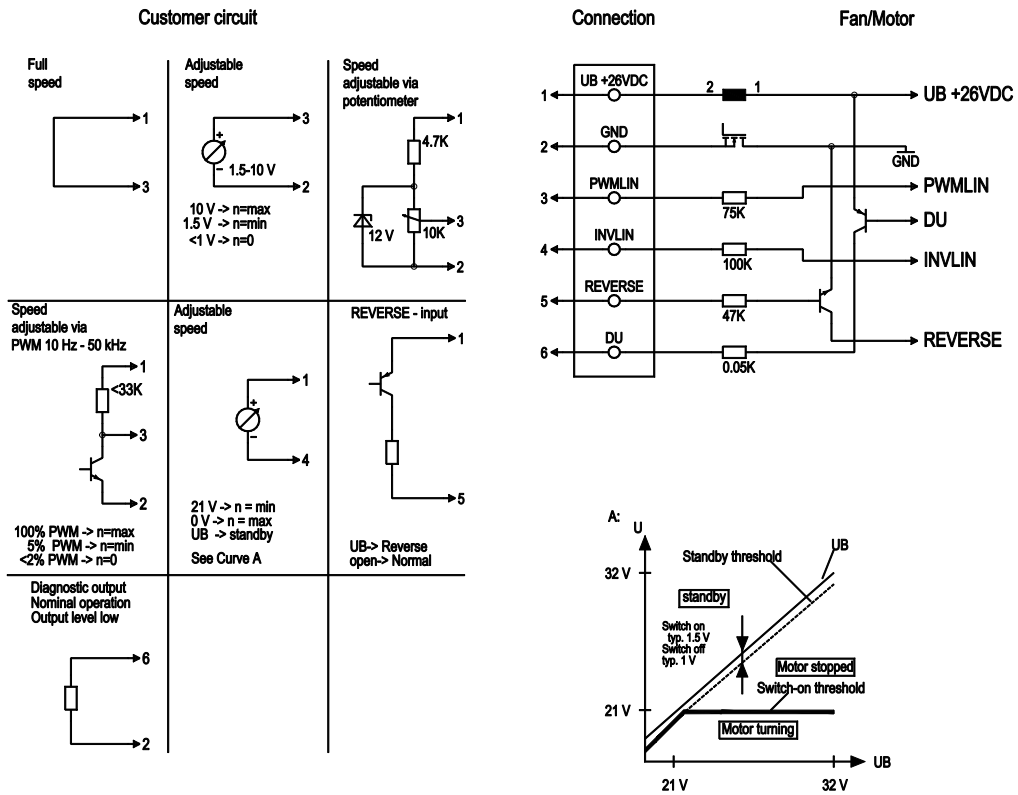 Customer circuit
Full
speed
1
3
Adjustable
speed
3
+
–
1.5-10 V
2
10 V -> n=max
1.5 V -> n=min
<1 V -> n=0
Speed
adjustable via
potentiometer
1
4.7K
12 V
10K
3
2
Speed
adjustable via
PWM 10 Hz - 50 kHz
1
<33K
3
2
100% PWM -> n=max
5% PWM -> n=min
<2% PWM -> n=0
Adjustable
speed
1
+
–
4
21 V -> n = min
0 V -> n = max
UB -> standby
See Curve A
REVERSE - input
1
5
UB-> Reverse
open-> Normal
Diagnostic output
Nominal operation
Output level low
6
2
Connection
Fan/Motor
1
UB +26VDC
2
1
UB +26VDC
2
GND
GND
3
PWMLIN
75K
PWMLIN
DU
4
INVLIN
100K
INVLIN
5
REVERSE
47K
REVERSE
6
DU
0.05K
A:
U
Standby threshold
UB
32 V
standby
Switch on
typ. 1.5 V
Switch off
typ. 1 V
Motor stopped
Switch-on threshold
21 V
Motor turning
UB
21 V
32 V